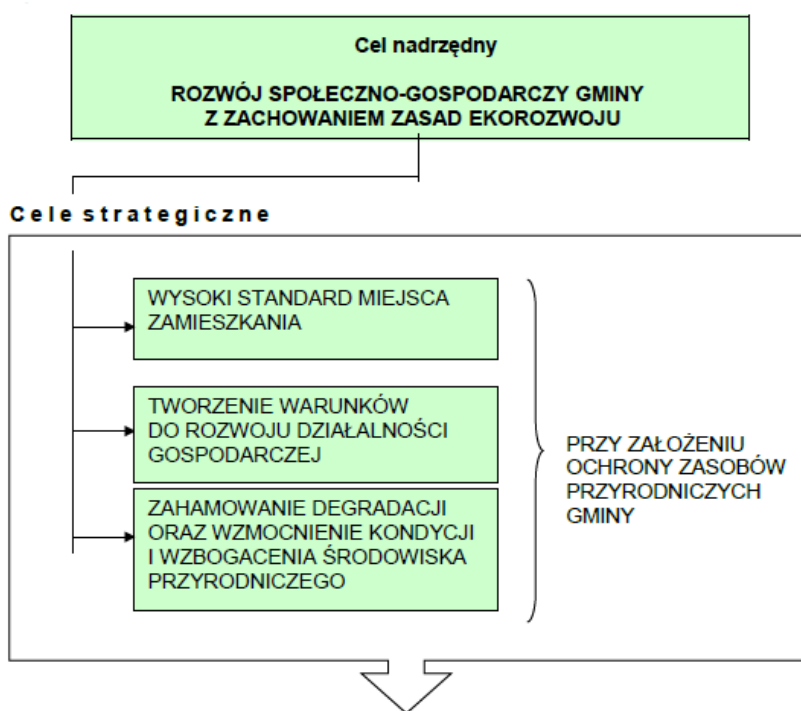 Cel nadrzędny
ROZWÓJ SPOŁECZNO-GOSPODARCZY GMINY
Z ZACHOWANIEM ZASAD EKOROZWOJU
Cele strategiczne
WYSOKI STANDARD MIEJSCA
ZAMIESZKANIA
TWORZENIE WARUNKÓW
DO ROZWOJU DZIAŁALNOŚCI
GOSPODARCZEJ
ZAHAMOWANIE DEGRADACJI
ORAZ WZMOCNIENIE KONDYCJI
I WZBOGACENIA ŚRODOWISKA
PRZYRODNICZEGO
PRZY ZAŁOŻENIU
OCHRONY ZASOBÓW
PRZYRODNICZYCH
GMINY